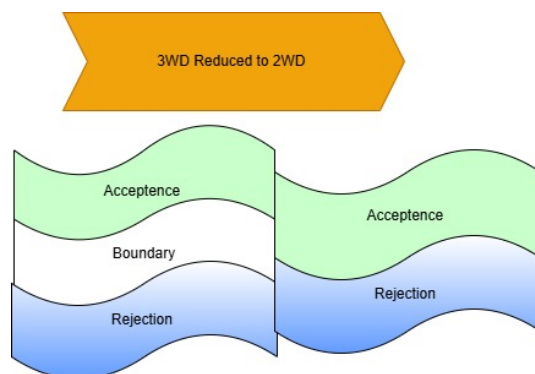 3WD Reduced to 2WD
Acceptence
Acceptence
Boundary
Rejection
Rejection